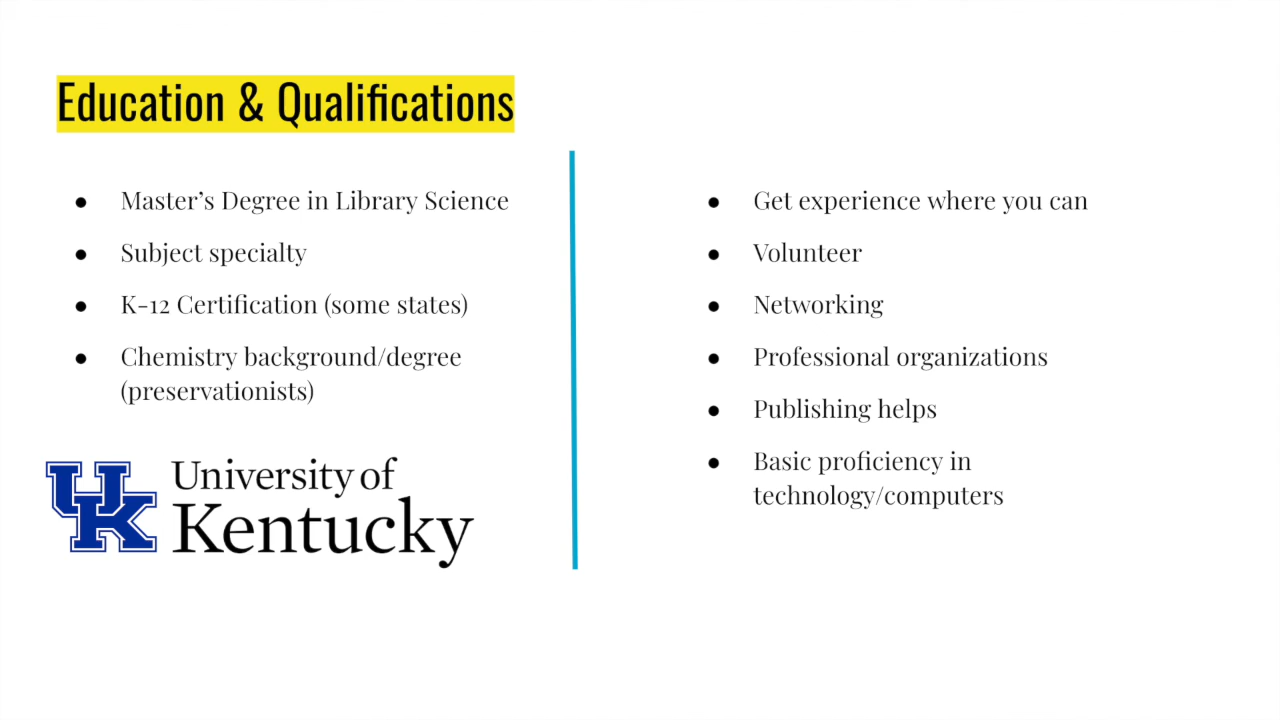 Education & Qualifications
● Master’s Degree in Library Science
● Subject specialty
● K-12 Certification (some states)
● Chemistry background/degree
(preservationists)
UK University of
Kentucky
● Get experience where you can
● Volunteer
● Networking
● Professional organizations
● Publishing helps
● Basic proficiency in
technology/computers